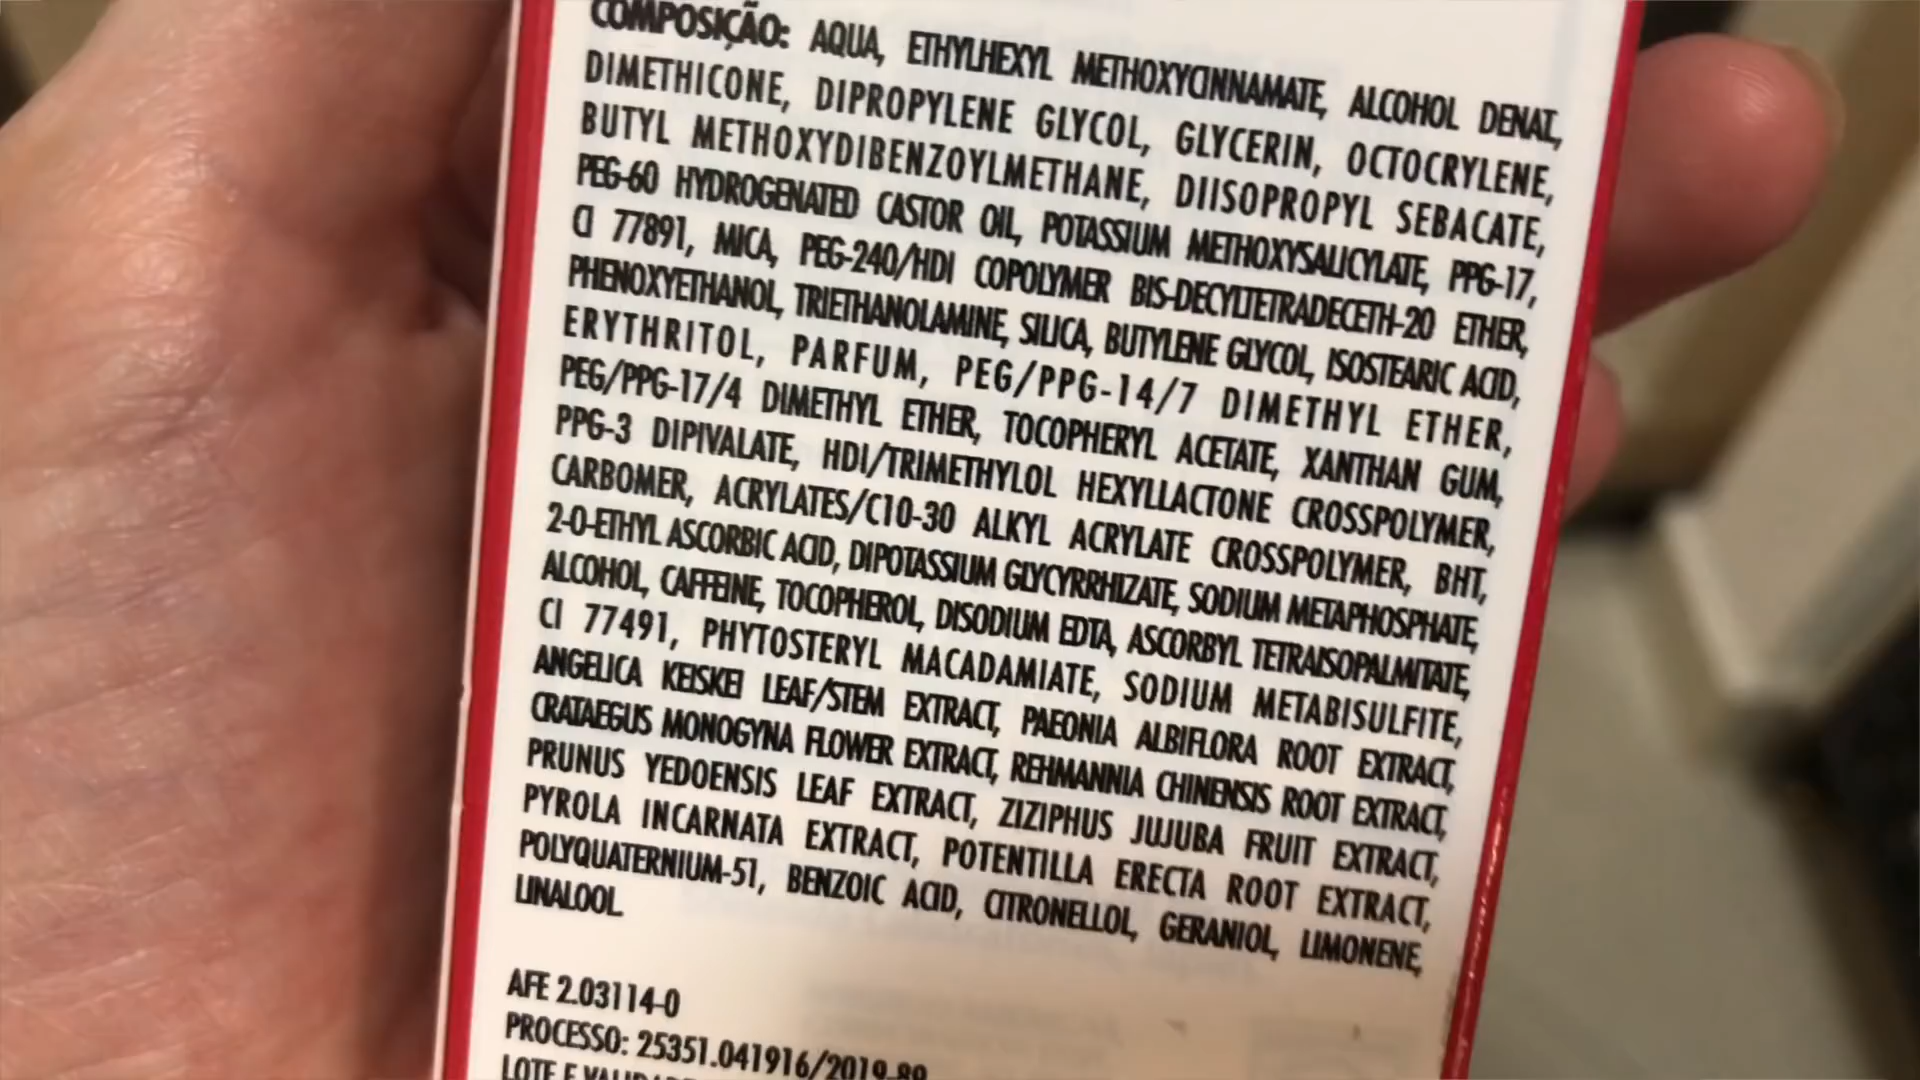 COMPOSIÇÃO: AQUA, ETHYLHEXYL METHOXYCINNAMATE, ALCOHOL DENAT,
DIMETHICONE, DIPROPYLENE GLYCOL, GLYCERIN, OCTOCRYLENE,
BUTYL METHOXYDIBENZOYLMETHANE, DIISOPROPYL SEBACATE,
PEG-60 HYDROGENATED CASTOR OIL, POTASSIUM METHOXYSALICYLATE, PPG-17,
CI 77891, MICA, PEG-240/HDI COPOLYMER BIS-DECYLTETRADECETH-20 ETHER,
PHENOXYETHANOL, TRIETHANOLAMINE, SILICA, BUTYLENE GLYCOL, ISOSTEARIC ACID,
ERYTHRITOL, PARFUM, PEG/PPG-14/7 DIMETHYL ETHER,
PEG/PPG-17/4 DIMETHYL ETHER, TOCOPHERYL ACETATE, XANTHAN GUM,
PPG-3 DIPIVALATE, HDI/TRIMETHYLOL HEXYLLACTONE CROSSPOLYMER,
CARBOMER, ACRYLATES/C10-30 ALKYL ACRYLATE CROSSPOLYMER, BHT,
2-O-ETHYL ASCORBIC ACID, DIPOTASSIUM GLYCYRRHIZATE, SODIUM METAPHOSPHATE,
ALCOHOL, CAFFEINE, TOCOPHEROL, DISODIUM EDTA, ASCORBYL TETRAISOPALMITATE,
CI 77491, PHYTOSTERYL MACADAMIATE, SODIUM METABISULFITE,
ANGELICA KEISKEI LEAF/STEM EXTRACT, PAEONIA ALBIFLORA ROOT EXTRACT,
CRATAEGUS MONOGYNA FLOWER EXTRACT, REHMANNIA CHINENSIS ROOT EXTRACT,
PRUNUS YEDOENSIS LEAF EXTRACT, ZIZIPHUS JUJUBA FRUIT EXTRACT,
PYROLA INCARNATA EXTRACT, POTENTILLA ERECTA ROOT EXTRACT,
POLYQUATERNIUM-51, BENZOIC ACID, CITRONELLOL, GERANIOL, LIMONENE,
LINALOOL.
AFE 2.03114-0
PROCESSO: 25351.041916/2019-89
LOTE E